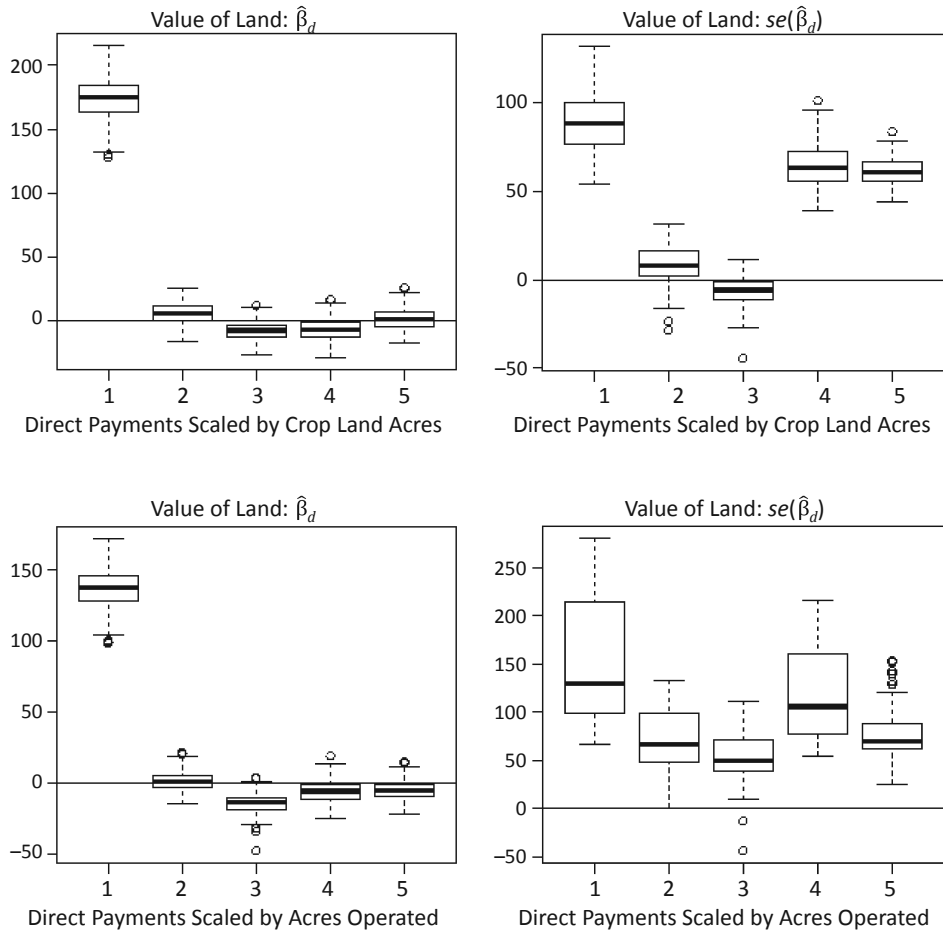 Value of Land: β̂d
200
150
100
50
0
1 2 3 4 5
Direct Payments Scaled by Crop Land Acres
Value of Land: se(β̂d)
100
50
0
–50
1 2 3 4 5
Direct Payments Scaled by Crop Land Acres
Value of Land: β̂d
150
100
50
0
–50
1 2 3 4 5
Direct Payments Scaled by Acres Operated
Value of Land: se(β̂d)
250
200
150
100
50
0
–50
1 2 3 4 5
Direct Payments Scaled by Acres Operated